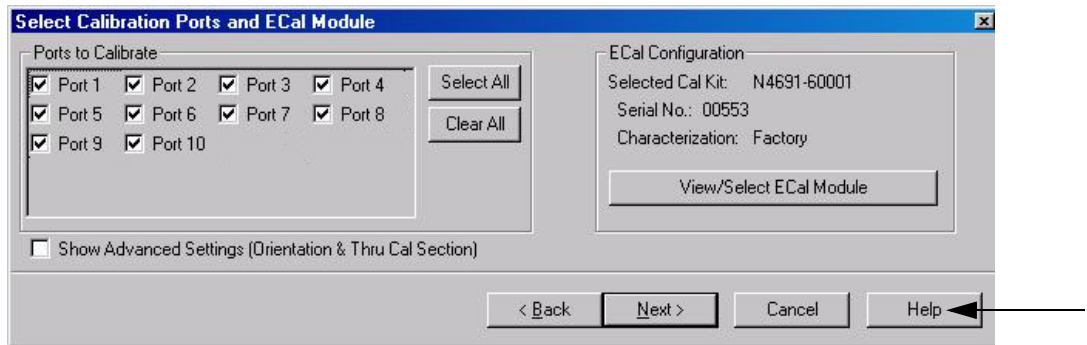 Select Calibration Ports and ECal Module
Ports to Calibrate
Port 1 Port 2 Port 3 Port 4
Port 5 Port 6 Port 7 Port 8
Port 9 Port 10
Select All
Clear All
ECal Configuration
Selected Cal Kit: N4691-60001
Serial No.: 00553
Characterization: Factory
View/Select ECal Module
Show Advanced Settings (Orientation & Thru Cal Section)
< Back Next > Cancel Help